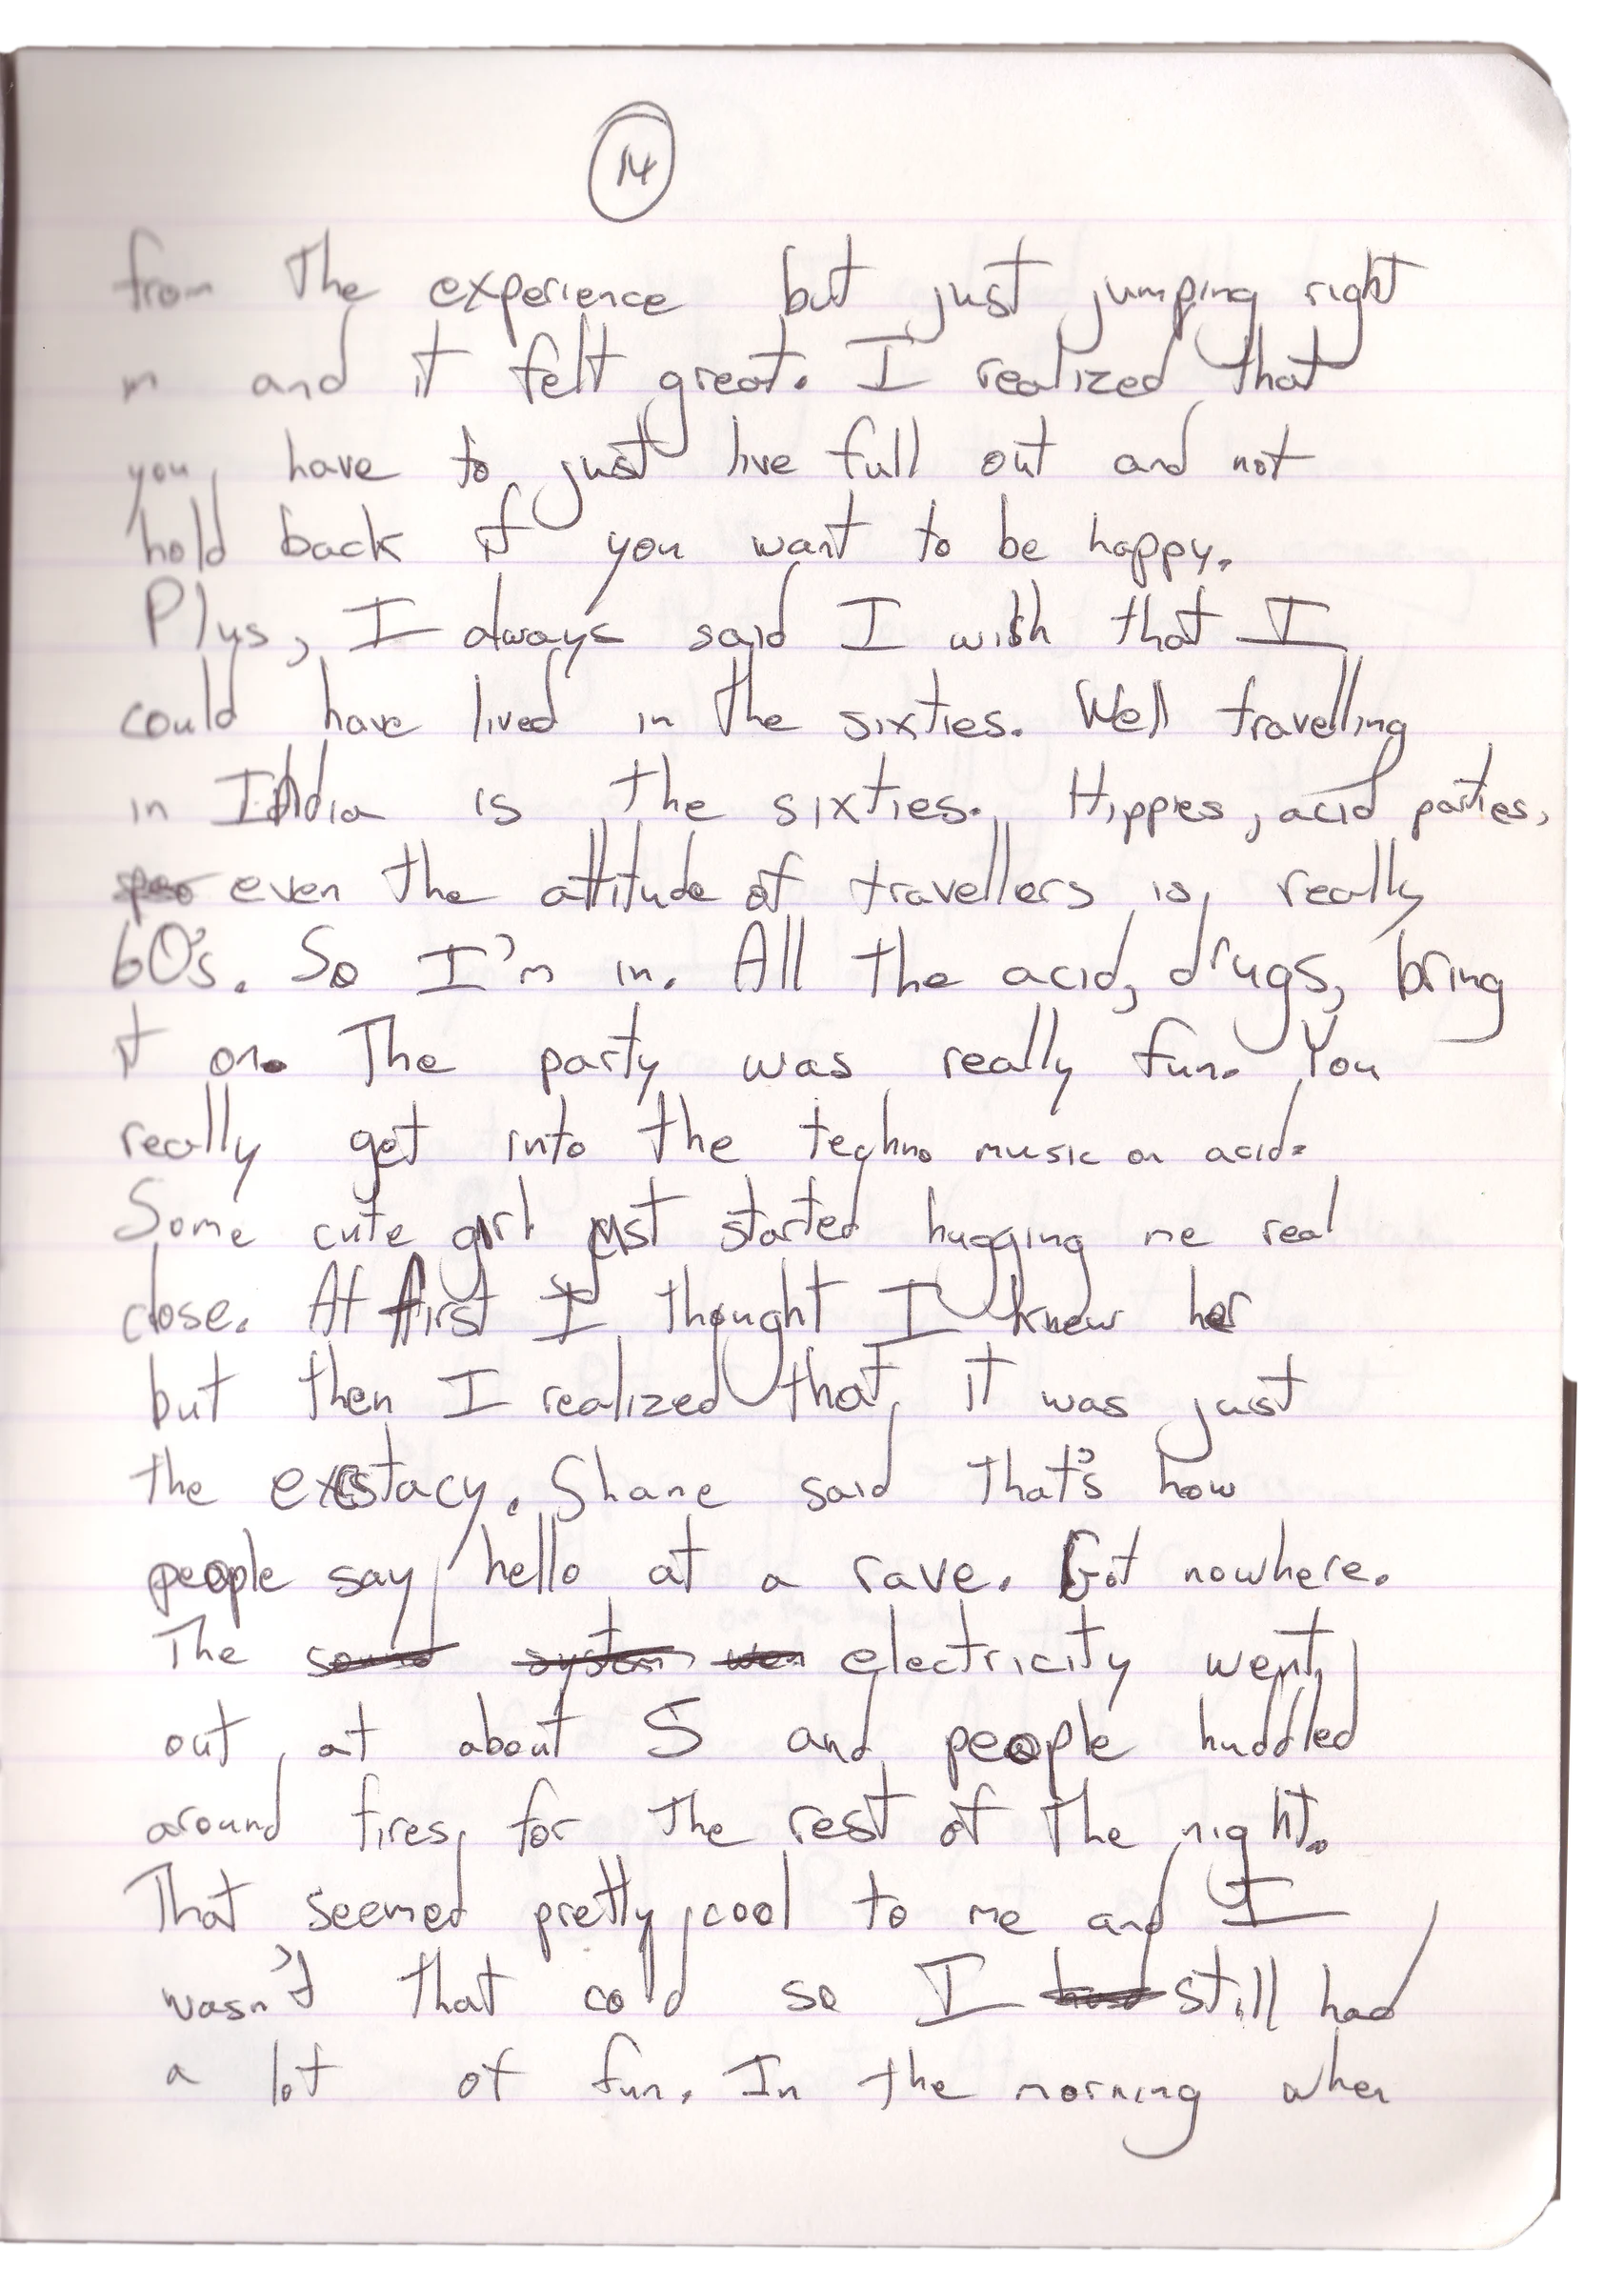 14
from the experience but just jumping right
in and it felt great. I realized that
you have to just live full out and not
hold back if you want to be happy.
Plus, I always said I wish that I
could have lived in the sixties. Well travelling
in India is the sixties. Hippies, acid parties,
even the attitude of travellers is really
60's. So I'm in. All the acid, drugs, bring
it on. The party was really fun. You
really get into the techno music on acid.
Some cute girl just started hugging me real
close. At first I thought I knew her
but then I realized that it was just
the exstacy. Shane said that's how
people say hello at a rave. Got nowhere.
The sound system wen electricity went
out at about 5 and people huddled
around fires for the rest of the night.
That seemed pretty cool to me and I
wasn't that cold so I had still had
a lot of fun. In the morning when